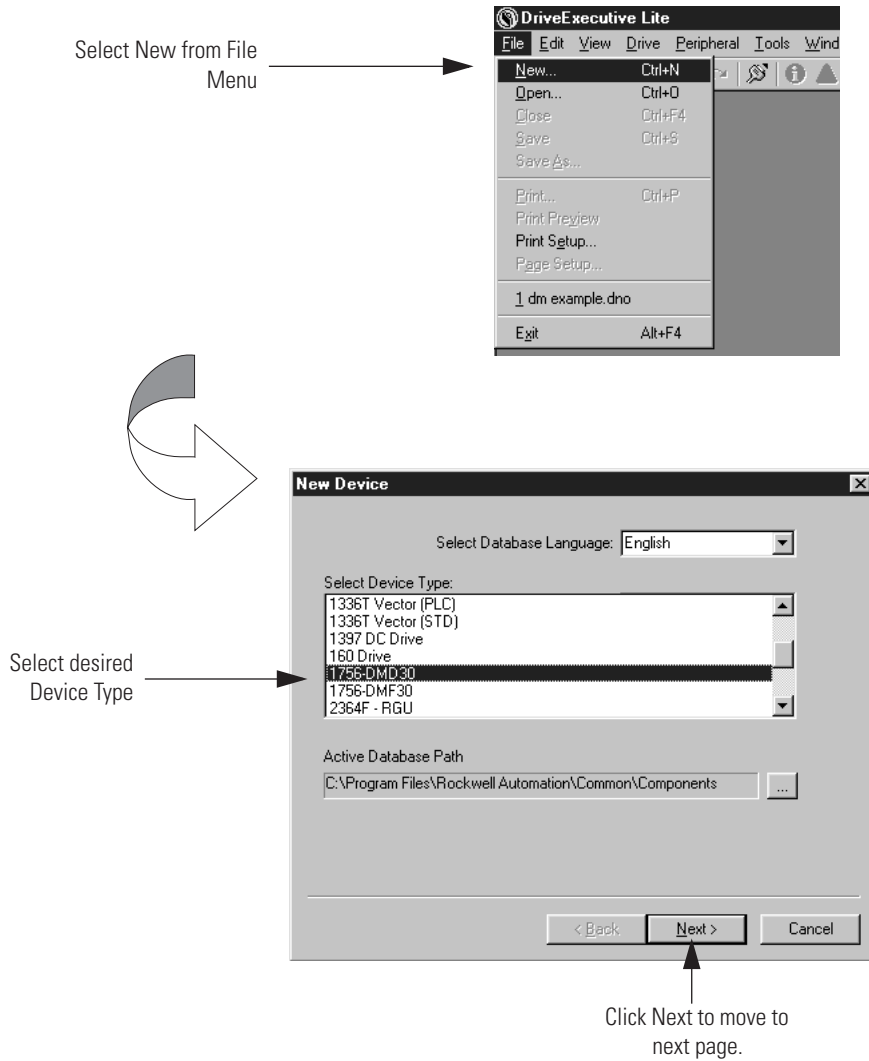 DriveExecutive Lite
File Edit View Drive Peripheral Tools Wind
Select New from File
Menu
New... Ctrl+N
Open... Ctrl+O
Close Ctrl+F4
Save Ctrl+S
Save As...
Print... Ctrl+P
Print Preview
Print Setup...
Page Setup...
1 dm example.dno
Exit Alt+F4
New Device
Select Database Language: English
Select Device Type:
1336T Vector (PLC)
1336T Vector (STD)
1397 DC Drive
160 Drive
1756-DMD30
1756-DMF30
2364F - RGU
Select desired
Device Type
Active Database Path
C:\Program Files\Rockwell Automation\Common\Components ...
< Back Next > Cancel
Click Next to move to
next page.